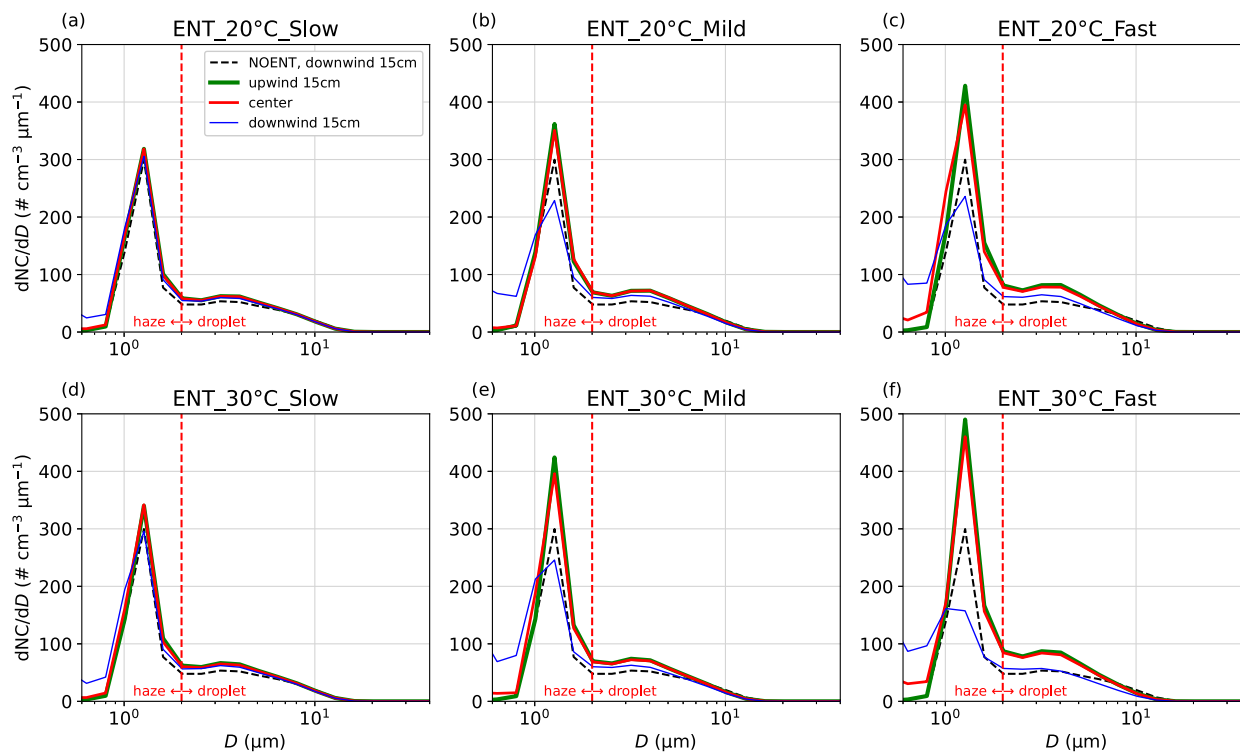 (a) ENT_20°C_Slow
(b) ENT_20°C_Mild
(c) ENT_20°C_Fast
500
400
300
200
100
0
dNC/dD (# cm⁻³ µm⁻¹)
NOENT, downwind 15cm
upwind 15cm
center
downwind 15cm
haze ←→ droplet
10⁰
10¹
500
400
300
200
100
0
haze ←→ droplet
10⁰
10¹
500
400
300
200
100
0
haze ←→ droplet
10⁰
10¹
(d) ENT_30°C_Slow
(e) ENT_30°C_Mild
(f) ENT_30°C_Fast
500
400
300
200
100
0
dNC/dD (# cm⁻³ µm⁻¹)
haze ←→ droplet
10⁰
10¹
D (µm)
500
400
300
200
100
0
haze ←→ droplet
10⁰
10¹
D (µm)
500
400
300
200
100
0
haze ←→ droplet
10⁰
10¹
D (µm)